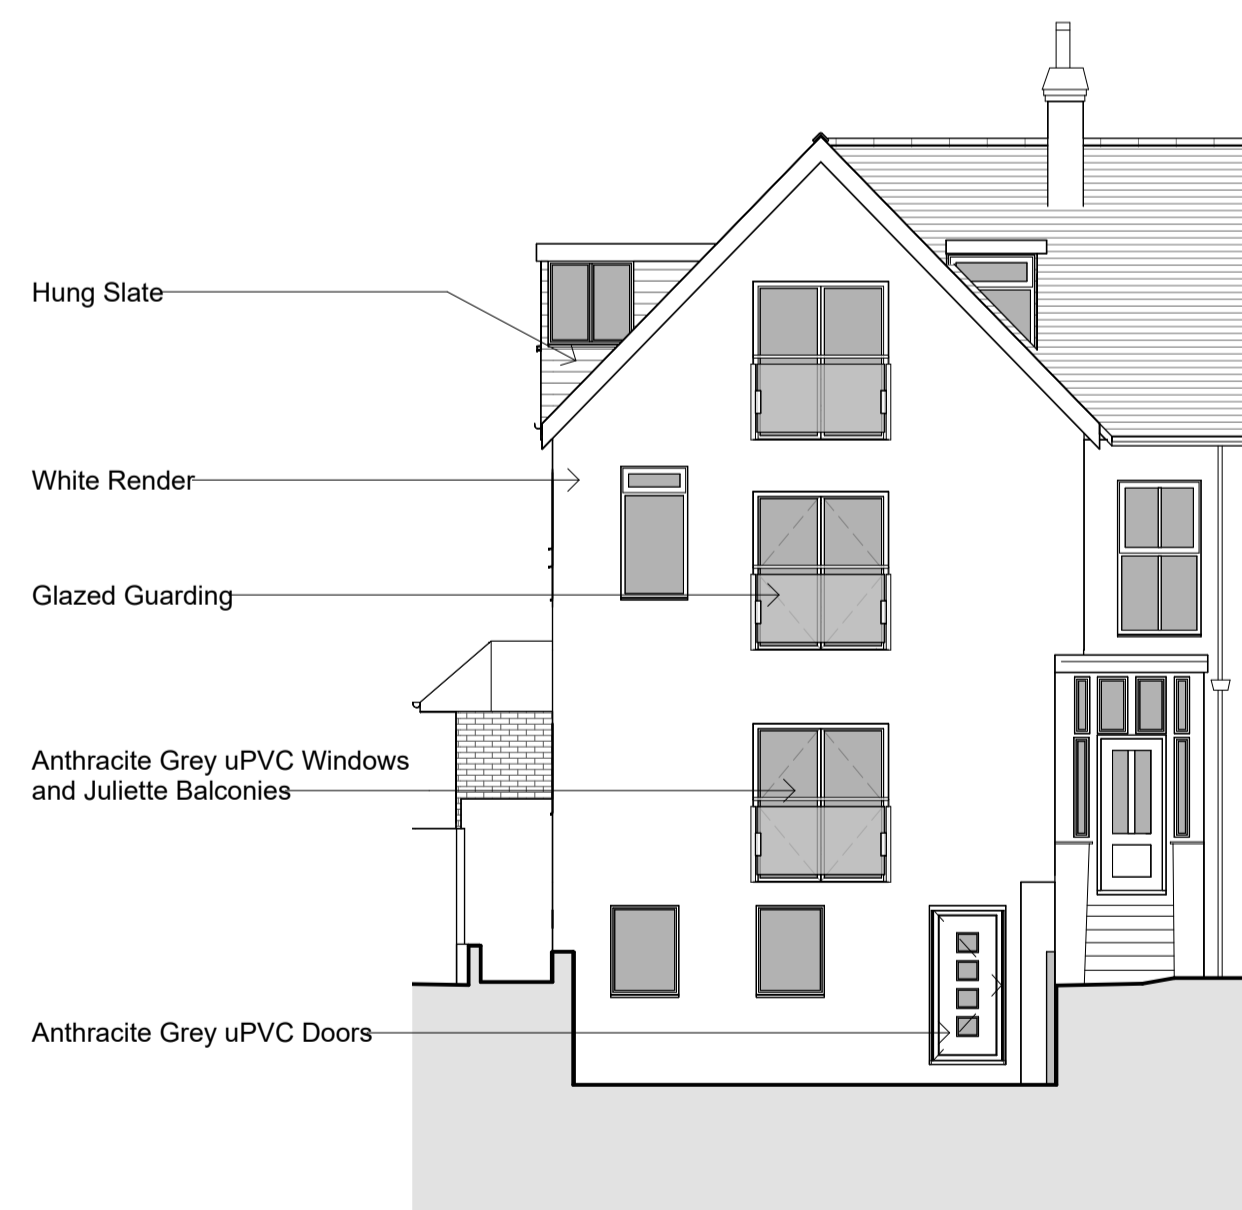 Hung Slate
White Render
Glazed Guarding
Anthracite Grey uPVC Windows
and Juliette Balconies
Anthracite Grey uPVC Doors